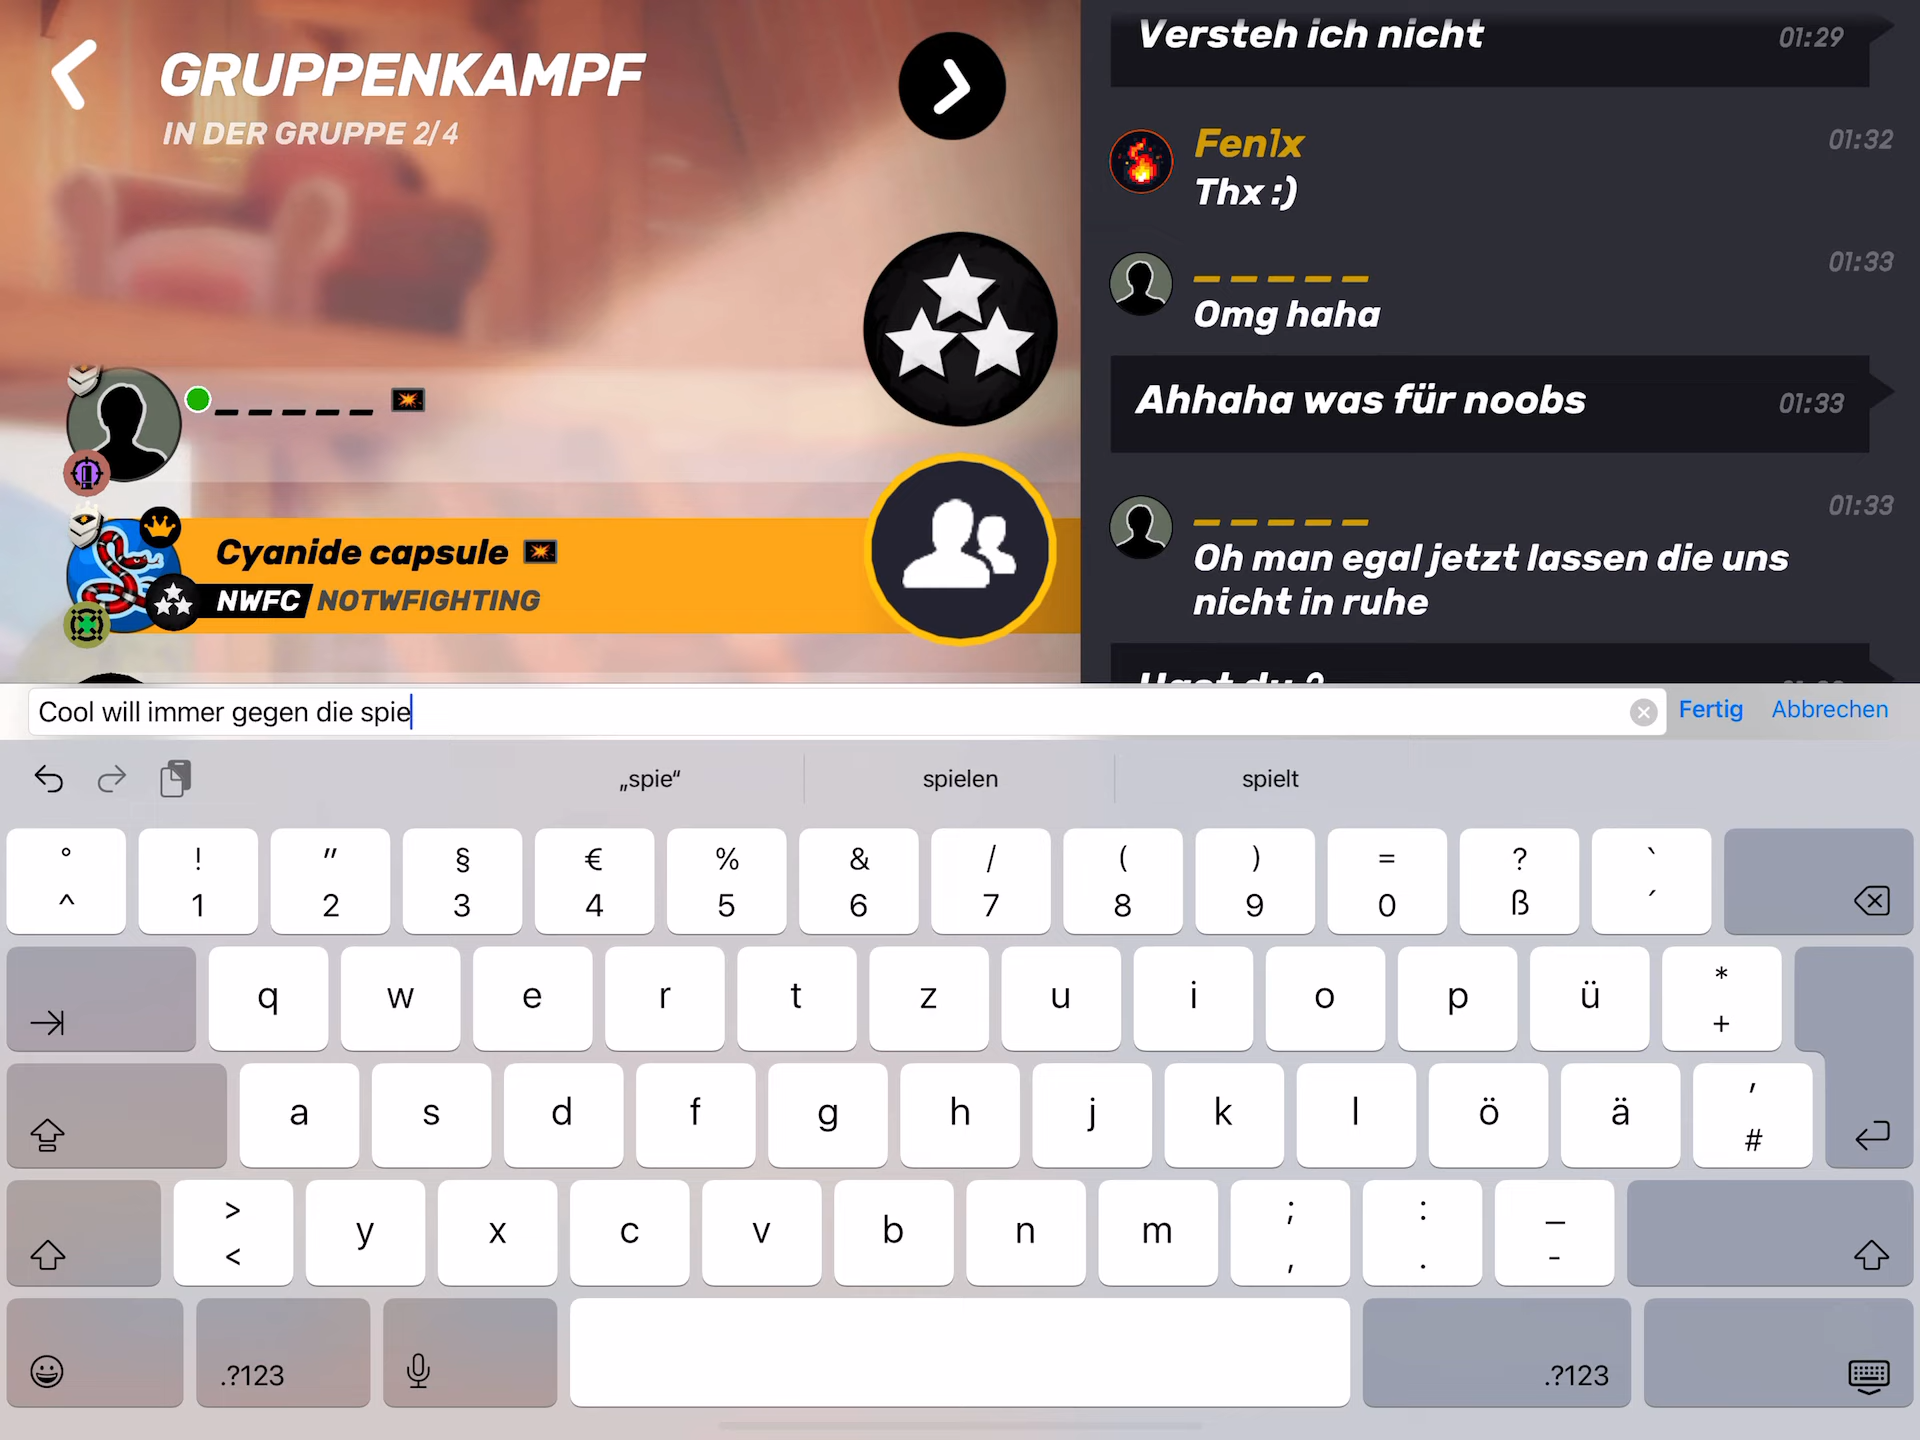 GRUPPENKAMPF
IN DER GRUPPE 2/4
_ _ _ _ _
Cyanide capsule
NWFC NOTWFIGHTING
Versteh ich nicht 01:29
Fen1x 01:32
Thx :)
_ _ _ _ _ 01:33
Omg haha
Ahhaha was für noobs 01:33
_ _ _ _ _ 01:33
Oh man egal jetzt lassen die uns
nicht in ruhe
Cool will immer gegen die spie Fertig Abbrechen
„spie“ spielen spielt
° ! " § € % & / ( ) = ? `
^ 1 2 3 4 5 6 7 8 9 0 ß ´
q w e r t z u i o p ü * +
a s d f g h j k l ö ä ' #
> < y x c v b n m ; , : . _ -
.?123 .?123